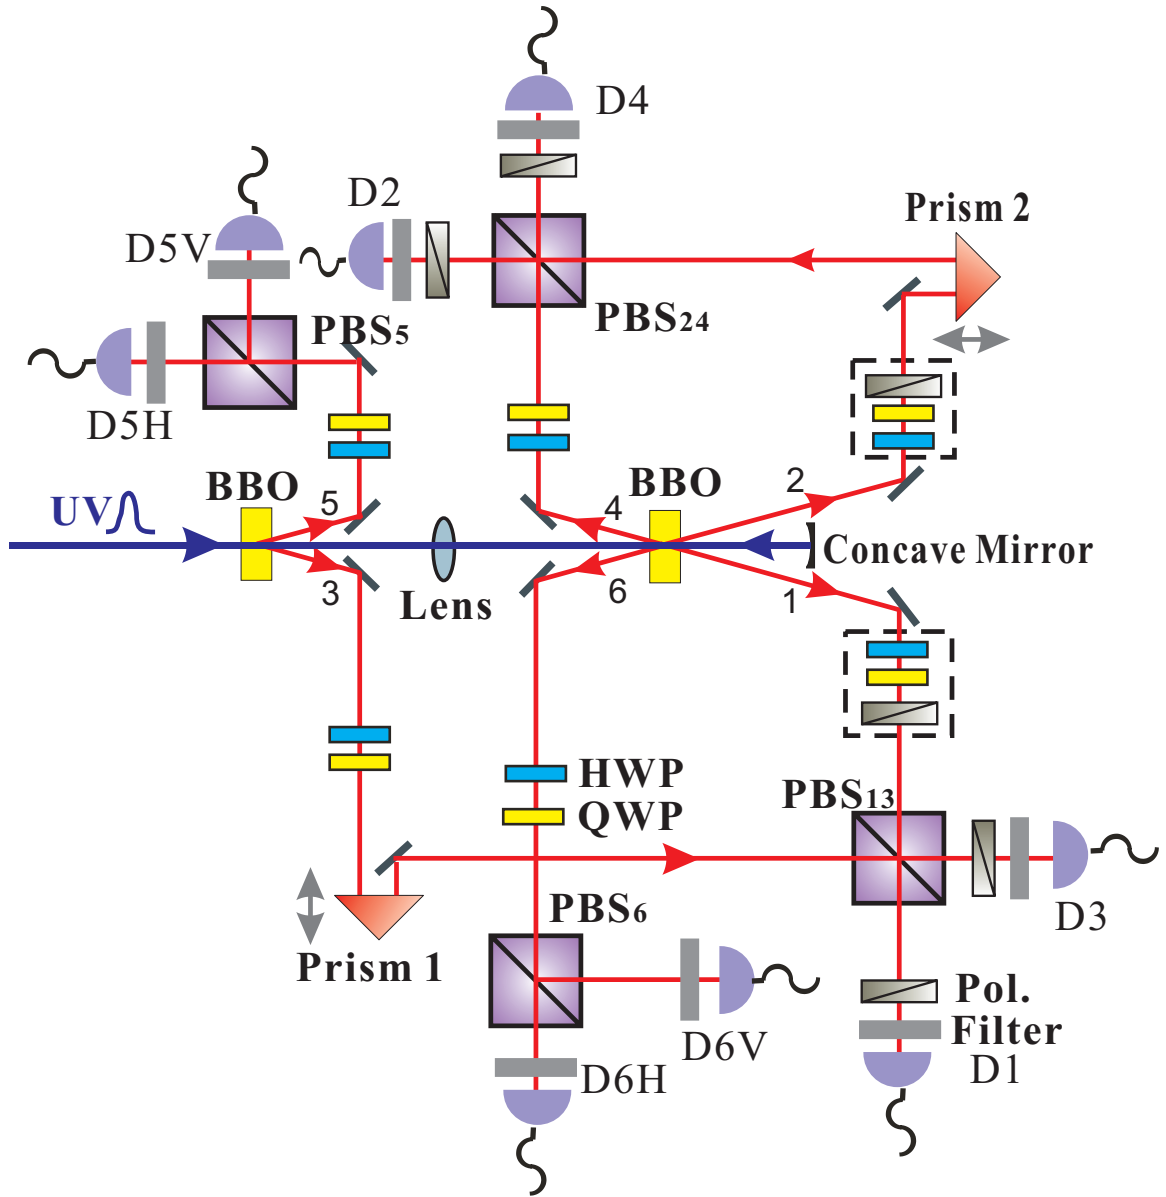 D4
D2
Prism 2
D5V
PBS5
PBS24
D5H
BBO
BBO
2
UV
5
4
Concave Mirror
3
Lens
6
1
HWP
PBS13
QWP
PBS6
D3
Prism 1
Pol.
Filter
D6V
D6H
D1